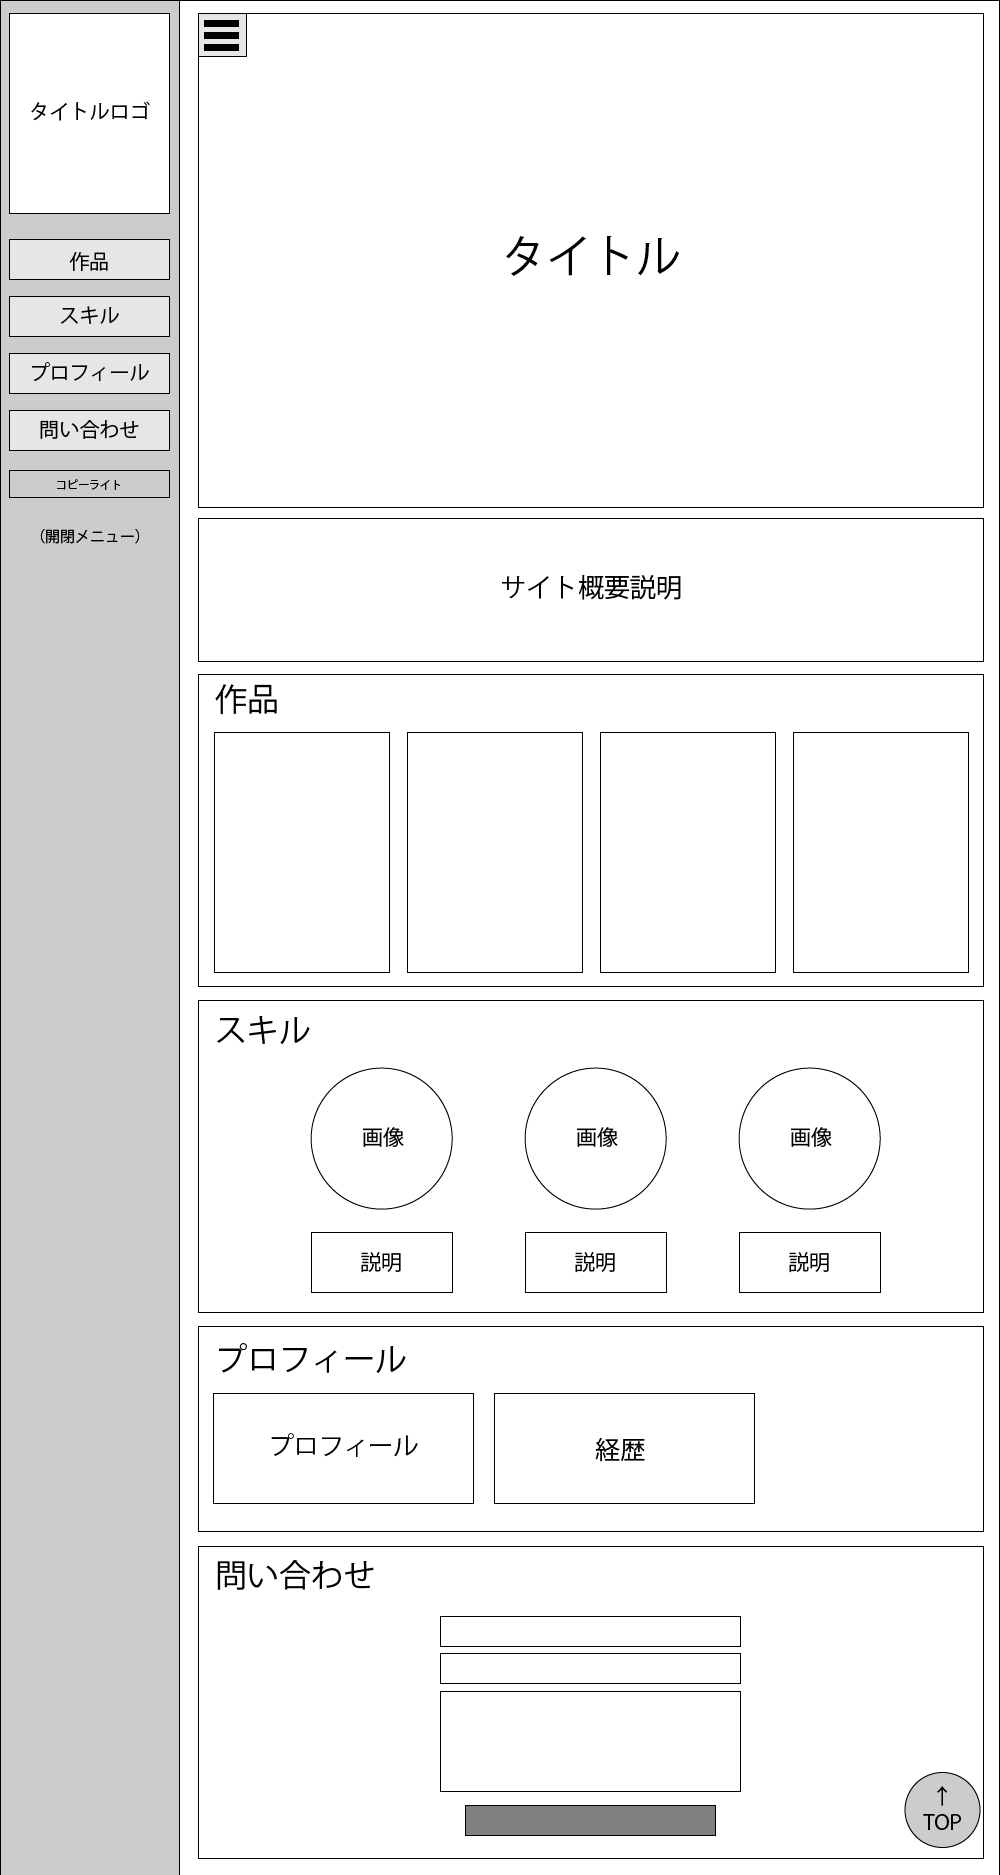 タイトルロゴ
作品
スキル
プロフィール
問い合わせ
コピーライト
（開閉メニュー）
タイトル
サイト概要説明
作品
スキル
画像
画像
画像
説明
説明
説明
プロフィール
プロフィール
経歴
問い合わせ
↑
TOP